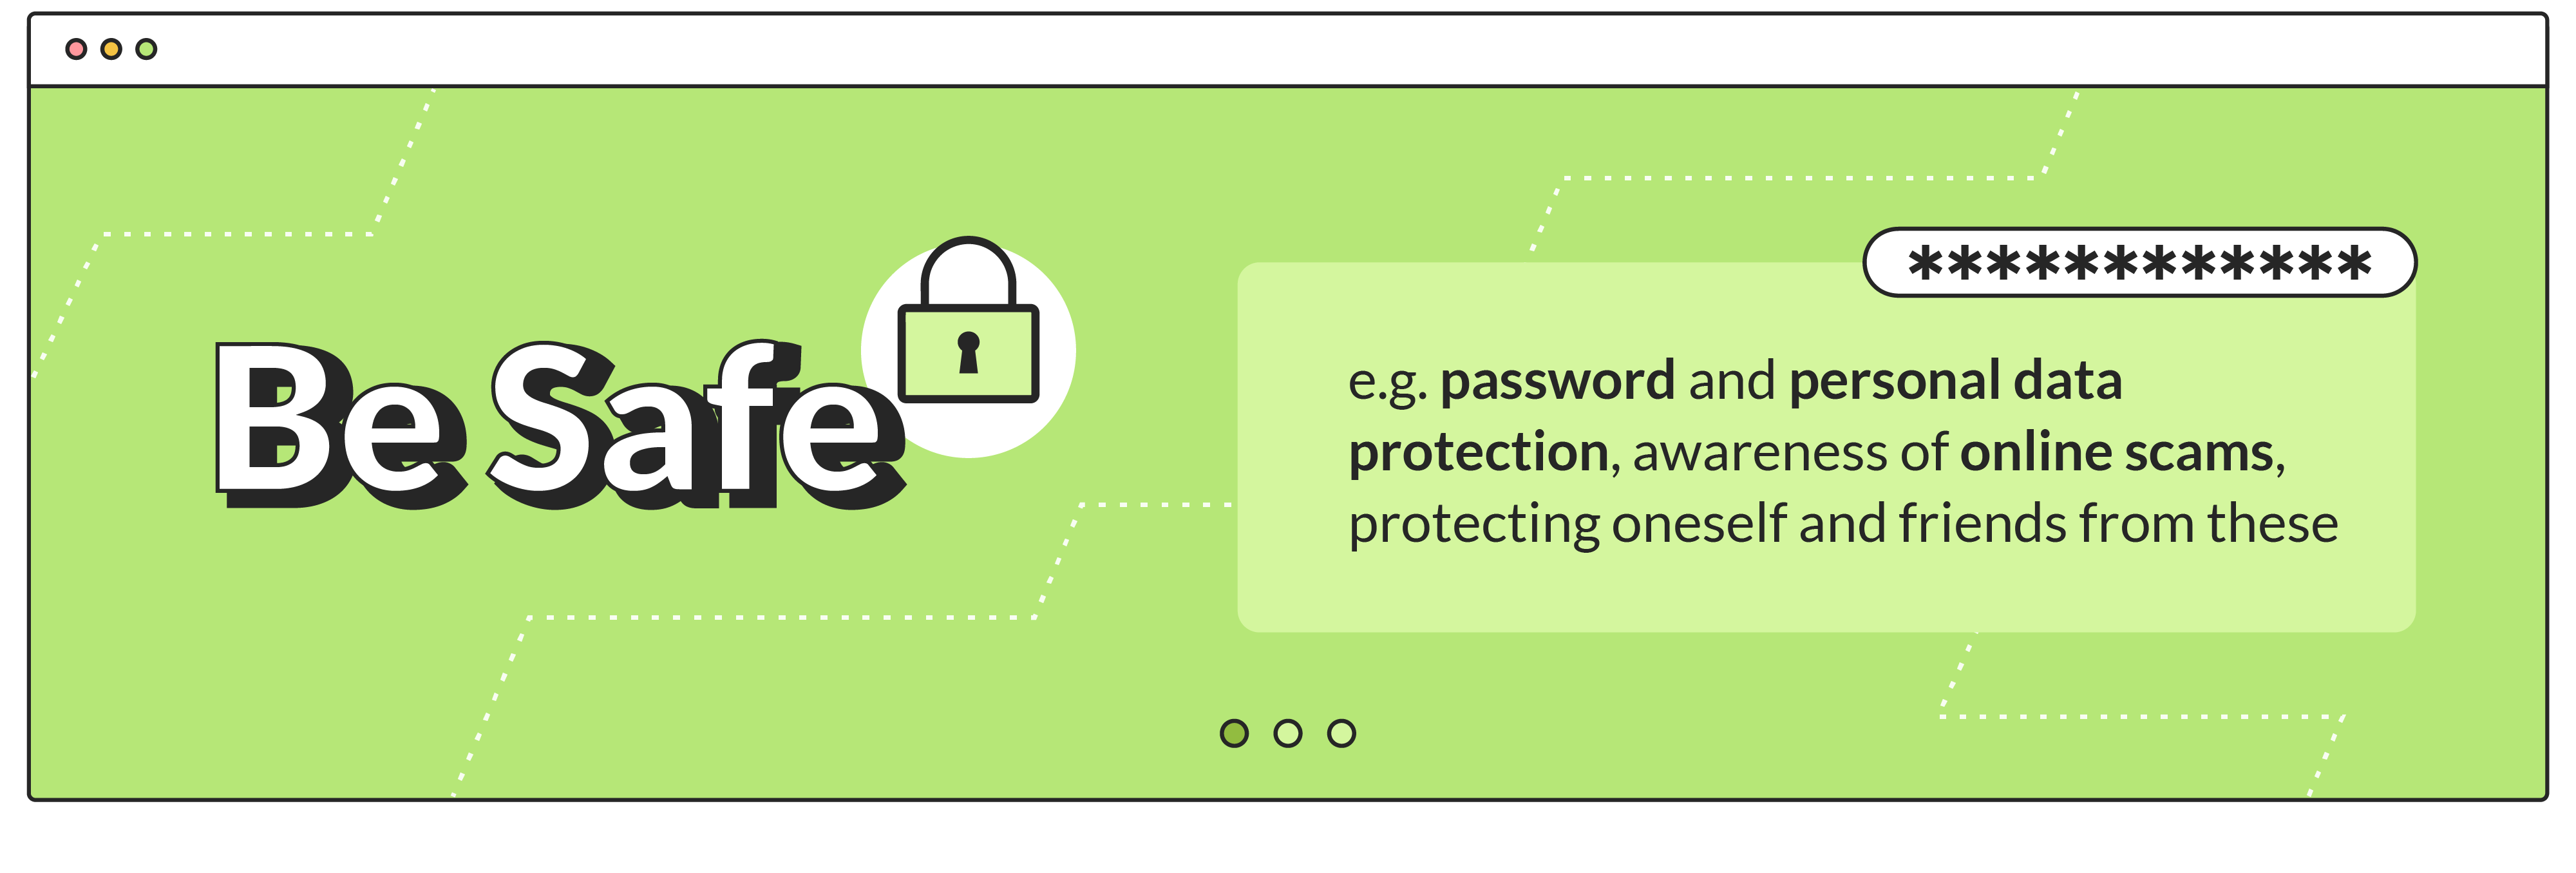 Be Safe
************
e.g. password and personal data
protection, awareness of online scams,
protecting oneself and friends from these